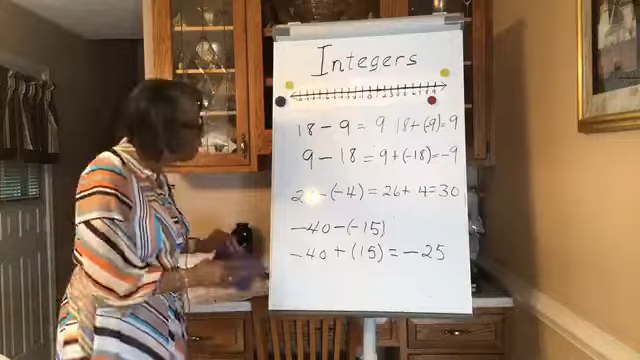 Integers
18 - 9 = 9 18 + (-9) = 9
9 - 18 = 9 + (-18) = -9
- (-4) = 26 + 4 = 30
-40 - (-15)
-40 + (15) = -25